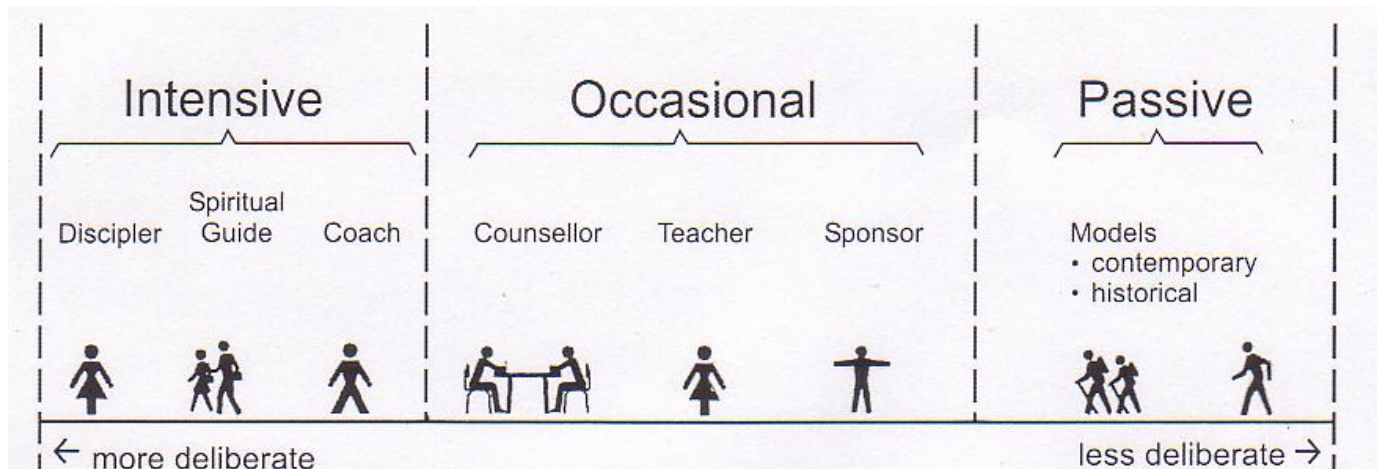 Intensive
Occasional
Passive
Discipler
Spiritual
Guide
Coach
Counsellor
Teacher
Sponsor
Models
• contemporary
• historical
← more deliberate
less deliberate →